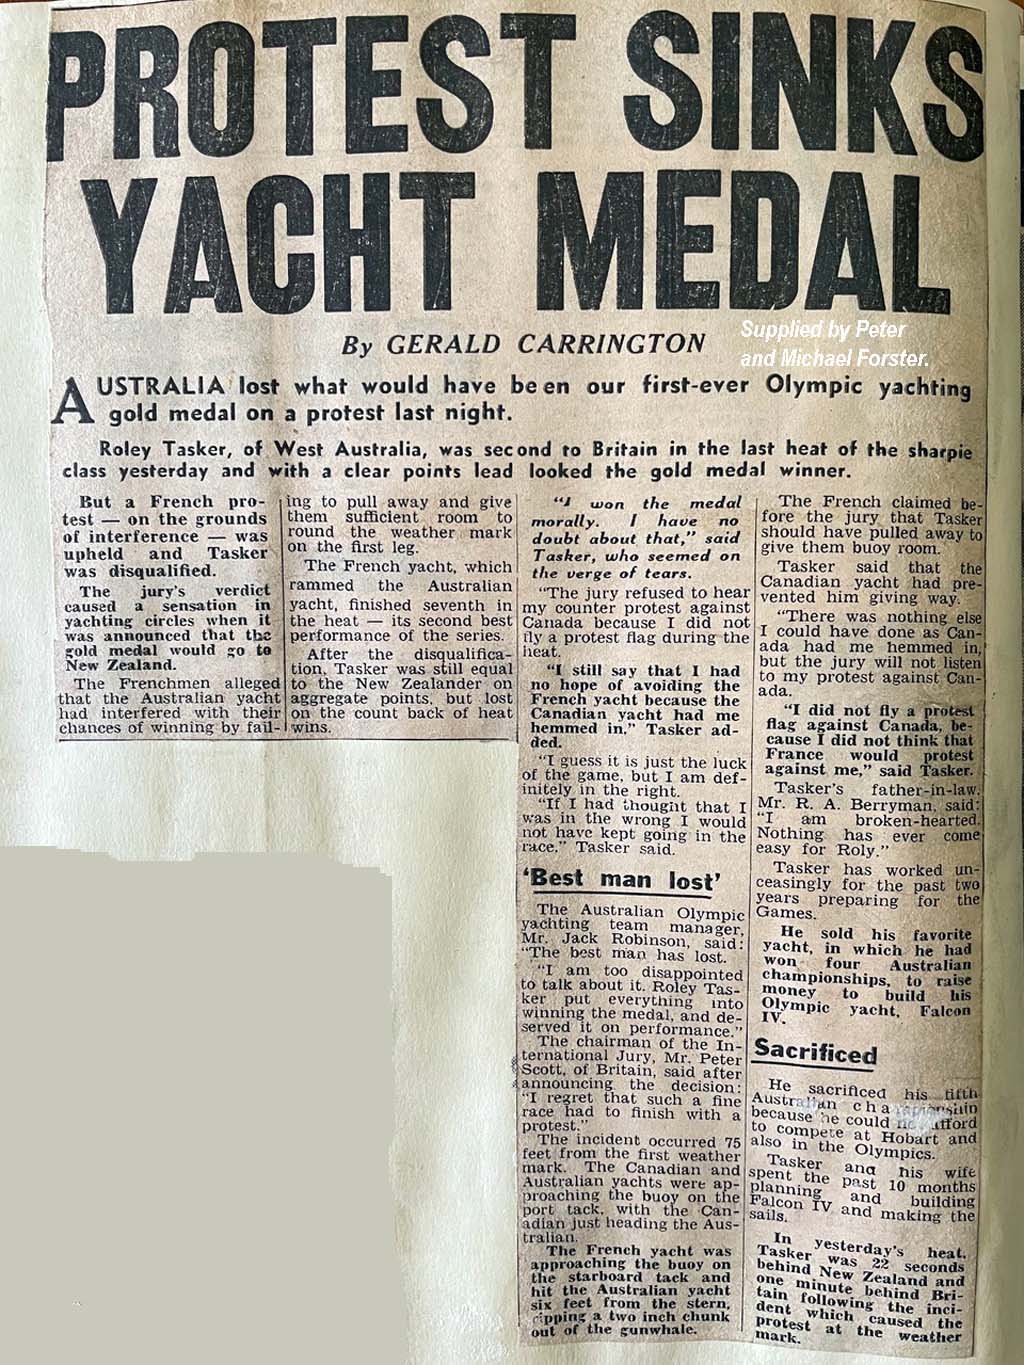 PROTEST SINKS
YACHT MEDAL
By GERALD CARRINGTON
Supplied by Peter
and Michael Forster.
AUSTRALIA lost what would have been our first-ever Olympic yachting
gold medal on a protest last night.
Roley Tasker, of West Australia, was second to Britain in the last heat of the sharpie
class yesterday and with a clear points lead looked the gold medal winner.
But a French pro-
test — on the grounds
of interference — was
upheld and Tasker
was disqualified.
The jury's verdict
caused a sensation in
yachting circles when it
was announced that the
gold medal would go to
New Zealand.
The Frenchmen alleged
that the Australian yacht
had interfered with their
chances of winning by fail-
ing to pull away and give
them sufficient room to
round the weather mark
on the first leg.
The French yacht, which
rammed the Australian
yacht, finished seventh in
the heat — its second best
performance of the series.
After the disqualifica-
tion, Tasker was still equal
to the New Zealander on
aggregate points, but lost
on the count back of heat
wins.
"I won the medal
morally. I have no
doubt about that," said
Tasker, who seemed on
the verge of tears.
"The jury refused to hear
my counter protest against
Canada because I did not
fly a protest flag during the
heat.
"I still say that I had
no hope of avoiding the
French yacht because the
Canadian yacht had me
hemmed in," Tasker ad-
ded.
"I guess it is just the luck
of the game, but I am def-
initely in the right.
"If I had thought that I
was in the wrong I would
not have kept going in the
race," Tasker said.
'Best man lost'
The Australian Olympic
yachting team manager,
Mr. Jack Robinson, said:
"The best man has lost.
"I am too disappointed
to talk about it. Roley Tas-
ker put everything into
winning the medal, and de-
served it on performance."
The chairman of the In-
ternational Jury, Mr. Peter
Scott, of Britain, said after
announcing the decision:
"I regret that such a fine
race had to finish with a
protest."
The incident occurred 75
feet from the first weather
mark. The Canadian and
Australian yachts were ap-
proaching the buoy on the
port tack, with the Can-
adian just heading the Aus-
tralian.
The French yacht was
approaching the buoy on
the starboard tack and
hit the Australian yacht
six feet from the stern,
ripping a two inch chunk
out of the gunwhale.
The French claimed be-
fore the jury that Tasker
should have pulled away to
give them buoy room.
Tasker said that the
Canadian yacht had pre-
vented him giving way.
"There was nothing else
I could have done as Can-
ada had me hemmed in,
but the jury will not listen
to my protest against Can-
ada.
"I did not fly a protest
flag against Canada, be-
cause I did not think that
France would protest
against me," said Tasker.
Tasker's father-in-law,
Mr. R. A. Berryman, said:
"I am broken-hearted.
Nothing has ever come
easy for Roly."
Tasker has worked un-
ceasingly for the past two
years preparing for the
Games.
He sold his favorite
yacht, in which he had
won four Australian
championships, to raise
money to build his
Olympic yacht, Falcon
IV.
Sacrificed
He sacrificed his fifth
Australian championship
because he could not afford
to compete at Hobart and
also in the Olympics.
Tasker and his wife
spent the past 10 months
planning and building
Falcon IV and making the
sails.
In yesterday's heat,
Tasker was 22 seconds
behind New Zealand and
one minute behind Bri-
tain following the inci-
dent which caused the
protest at the weather
mark.